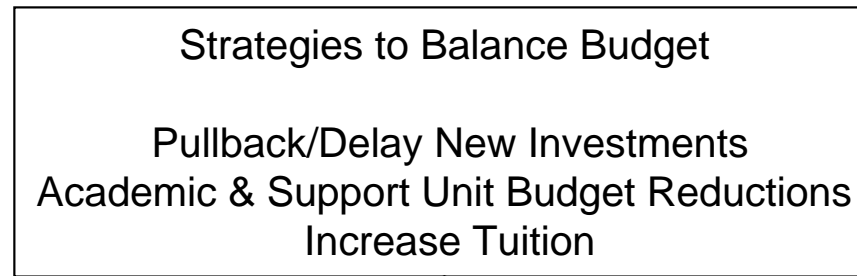 Strategies to Balance Budget
Pullback/Delay New Investments
Academic & Support Unit Budget Reductions
Increase Tuition